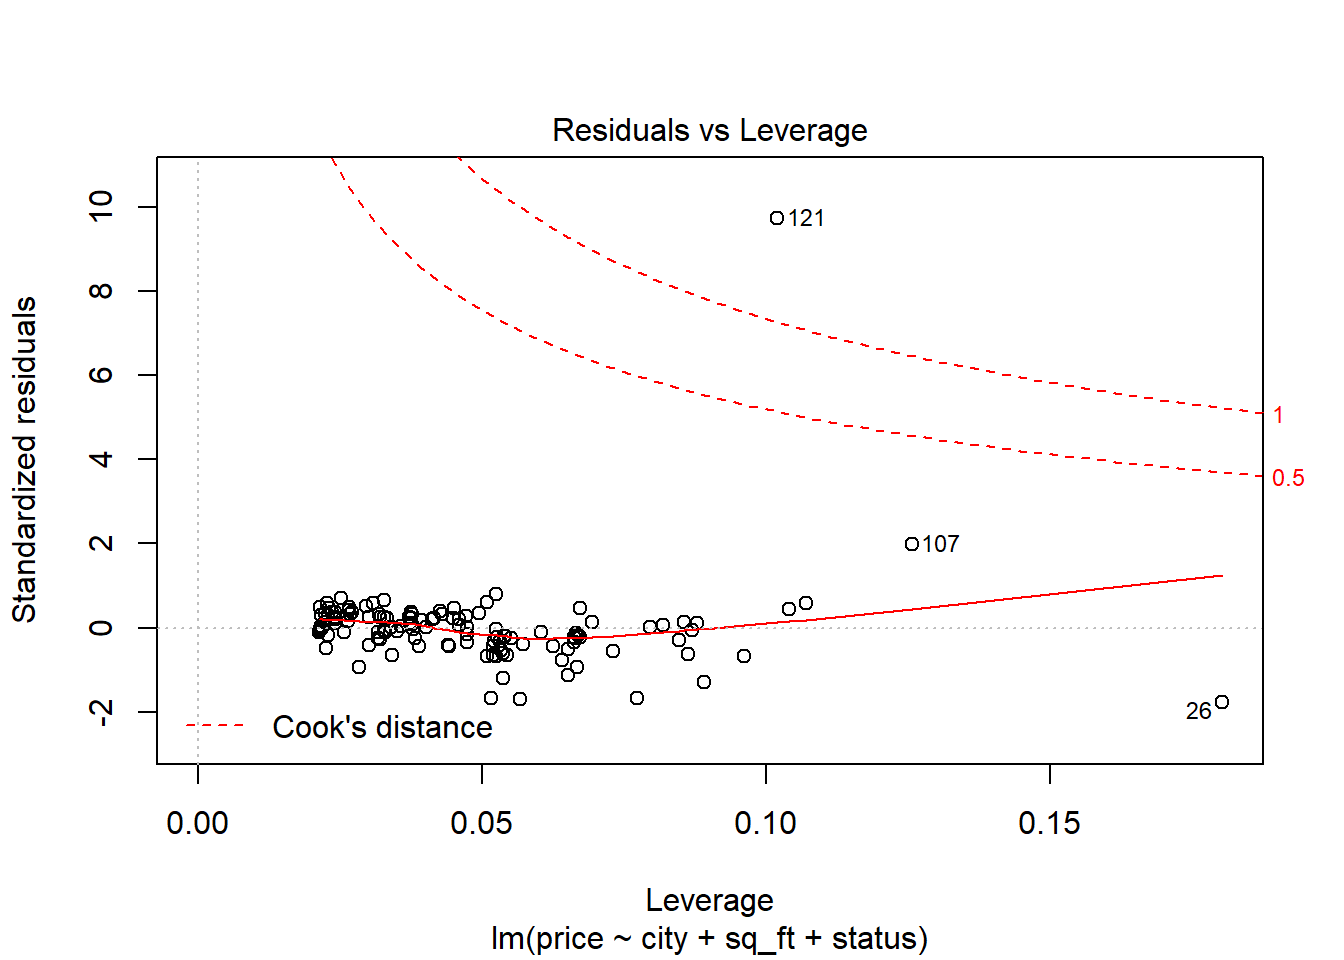 Residuals vs Leverage
Standardized residuals
10
8
6
4
2
0
-2
121
107
26
1
0.5
Cook's distance
0.00 0.05 0.10 0.15
Leverage
lm(price ~ city + sq_ft + status)